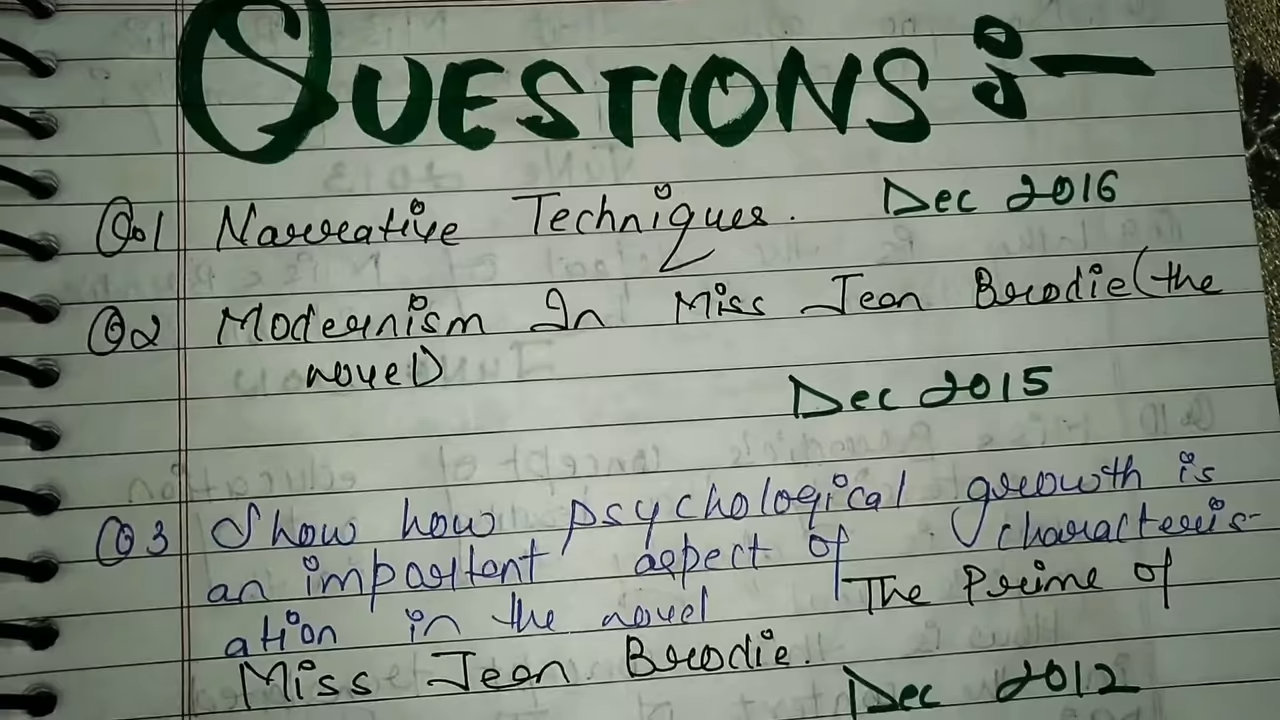 QUESTIONS :-
Q.1 Narrative Techniques. Dec 2016
Q2 Modernism In Miss Jean Brodie (the
novel)
Dec 2015
Q3 Show how psychological growth is
an important aspect of characteris-
ation in the novel The Prime of
Miss Jean Brodie.
Dec 2012